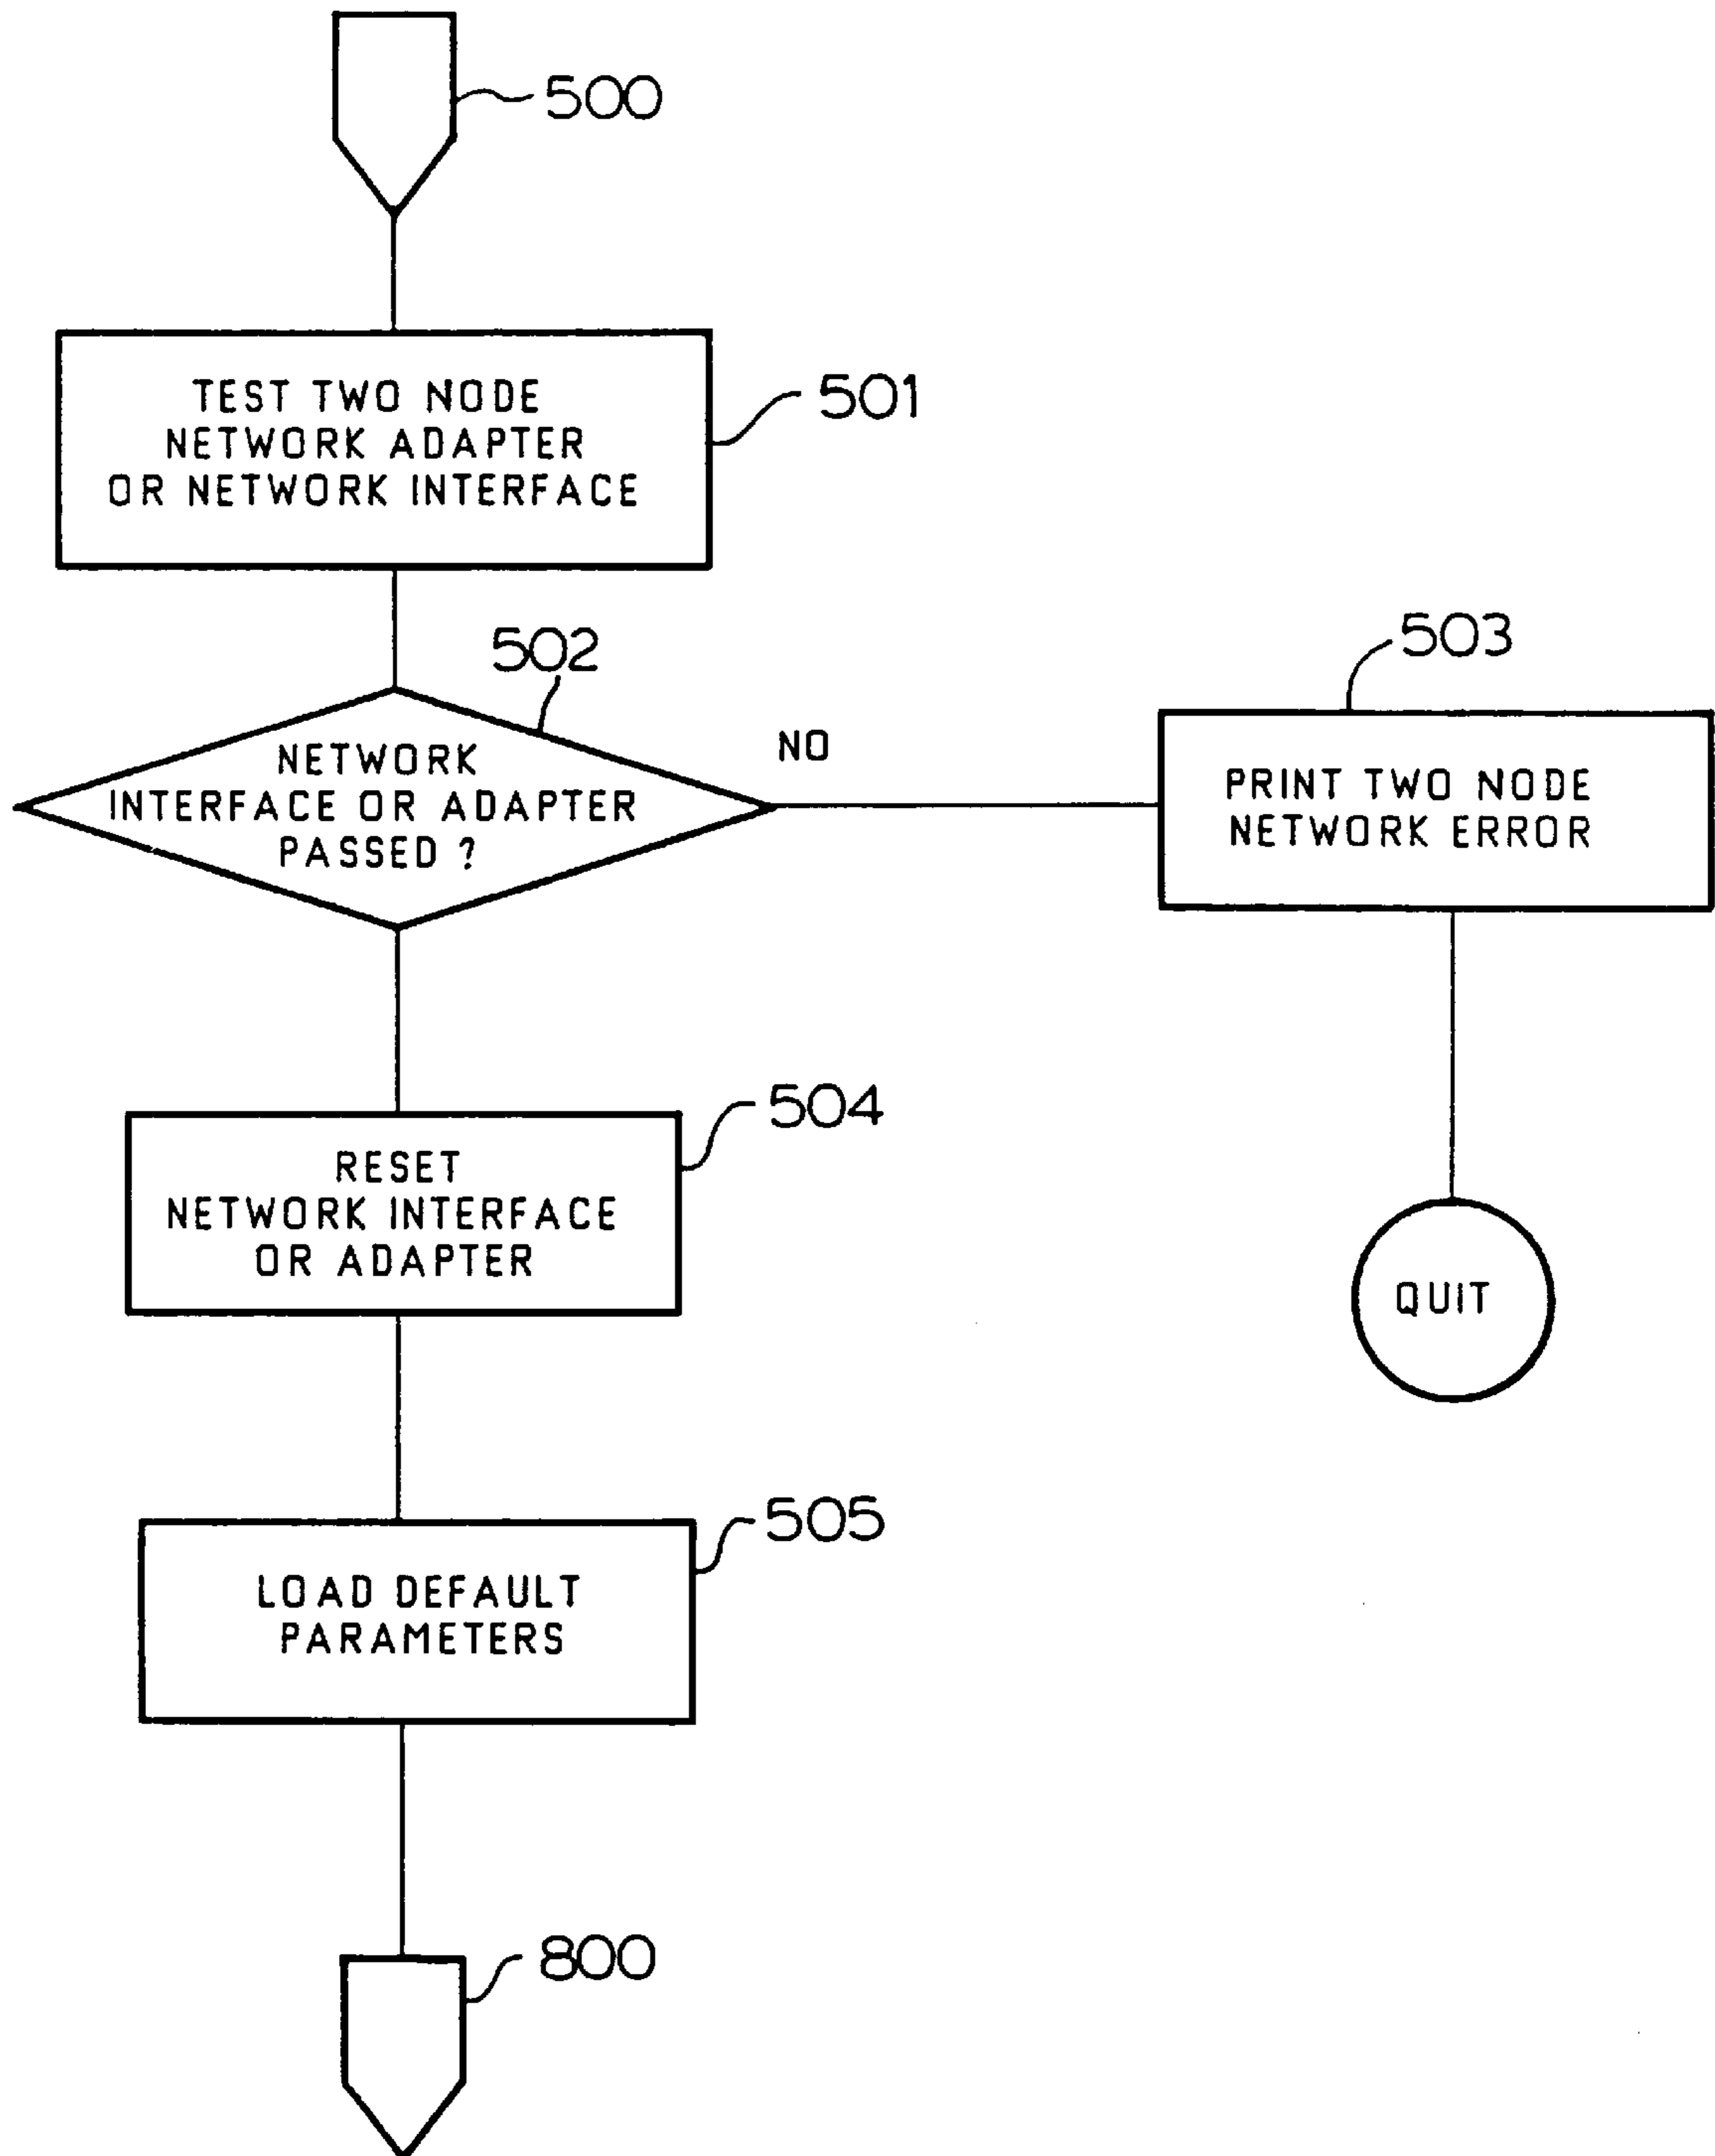 500
TEST TWO NODE
NETWORK ADAPTER
OR NETWORK INTERFACE
501
502
NETWORK
INTERFACE OR ADAPTER
PASSED ?
NO
503
PRINT TWO NODE
NETWORK ERROR
QUIT
504
RESET
NETWORK INTERFACE
OR ADAPTER
505
LOAD DEFAULT
PARAMETERS
800